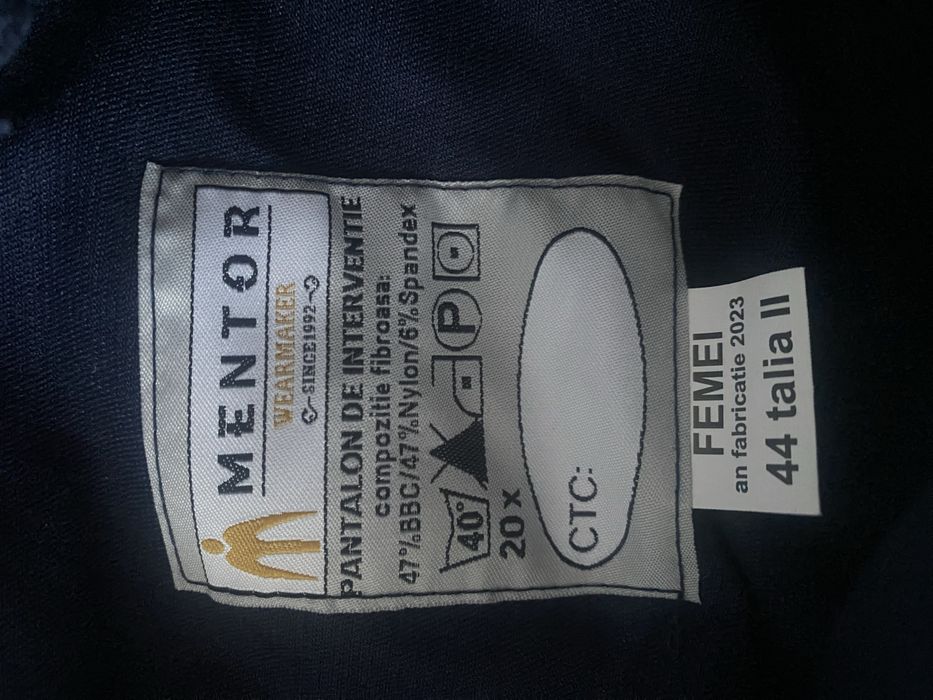 MENTOR
WEARMAKER
SINCE1992
PANTALON DE INTERVENTIE
compozitie fibroasa:
47%BBC/47%Nylon/6%Spandex
40° P
20 x
CTC:
FEMEI
an fabricatie 2023
44 talia II